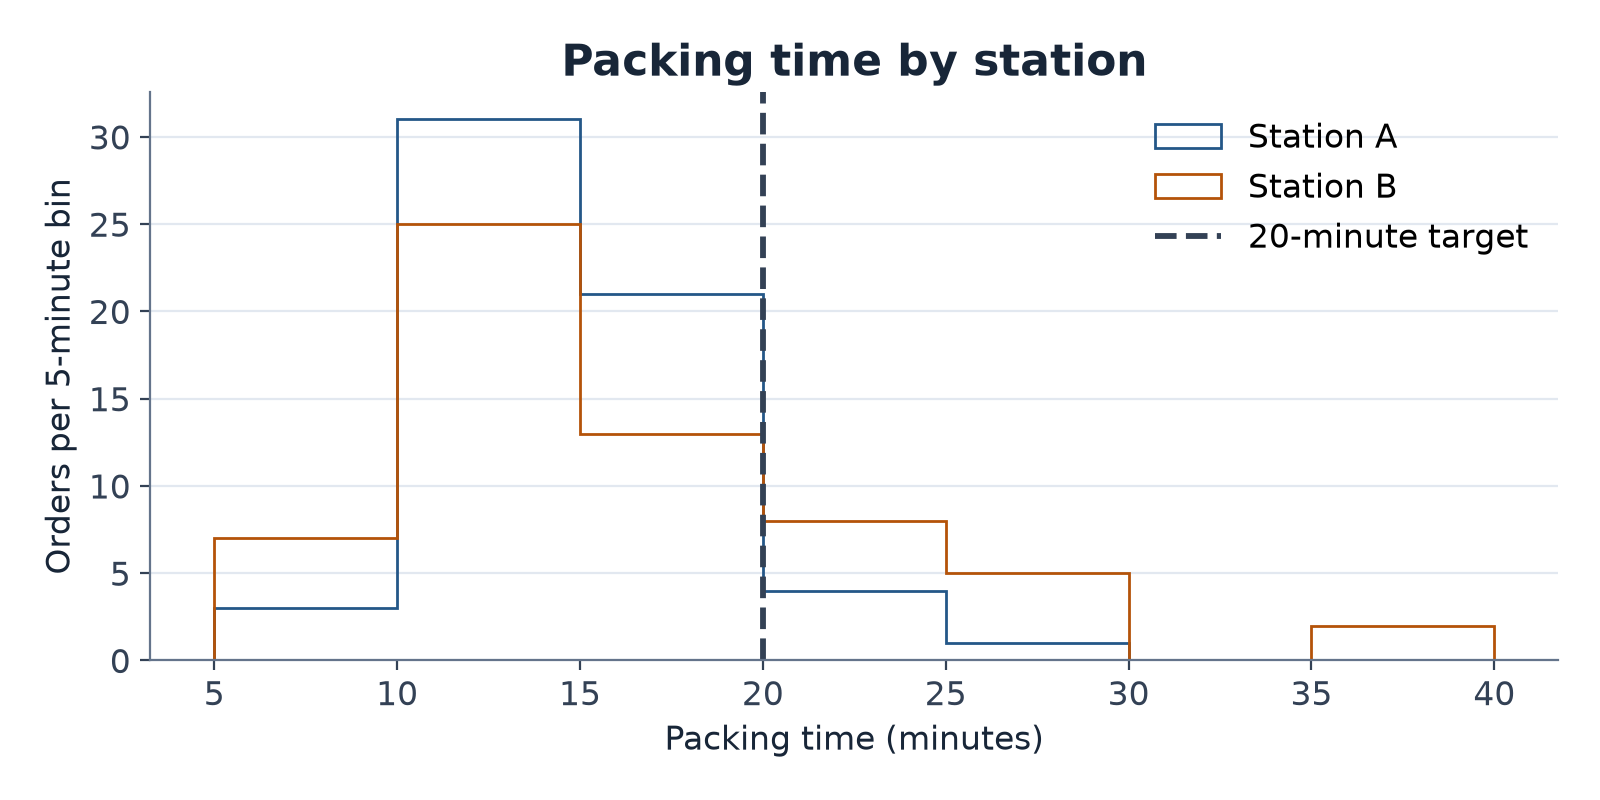 Packing time by station
Orders per 5-minute bin
30
25
20
15
10
5
0
Station A
Station B
20-minute target
5 10 15 20 25 30 35 40
Packing time (minutes)